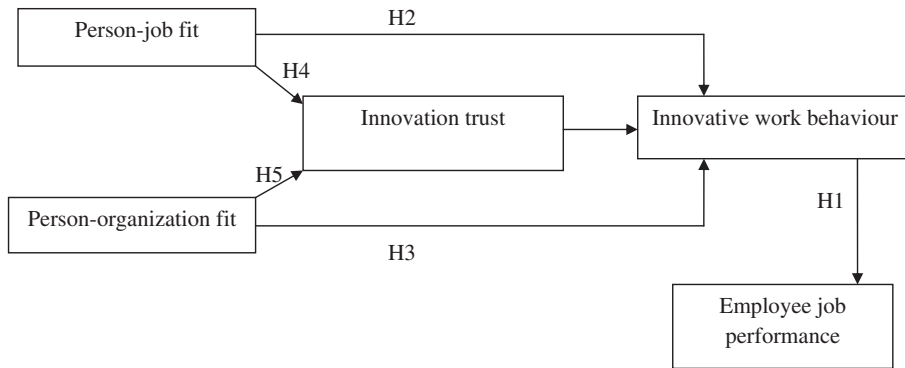 Person-job fit
H2
H4
Innovation trust
Innovative work behaviour
H5
Person-organization fit
H1
H3
Employee job
performance